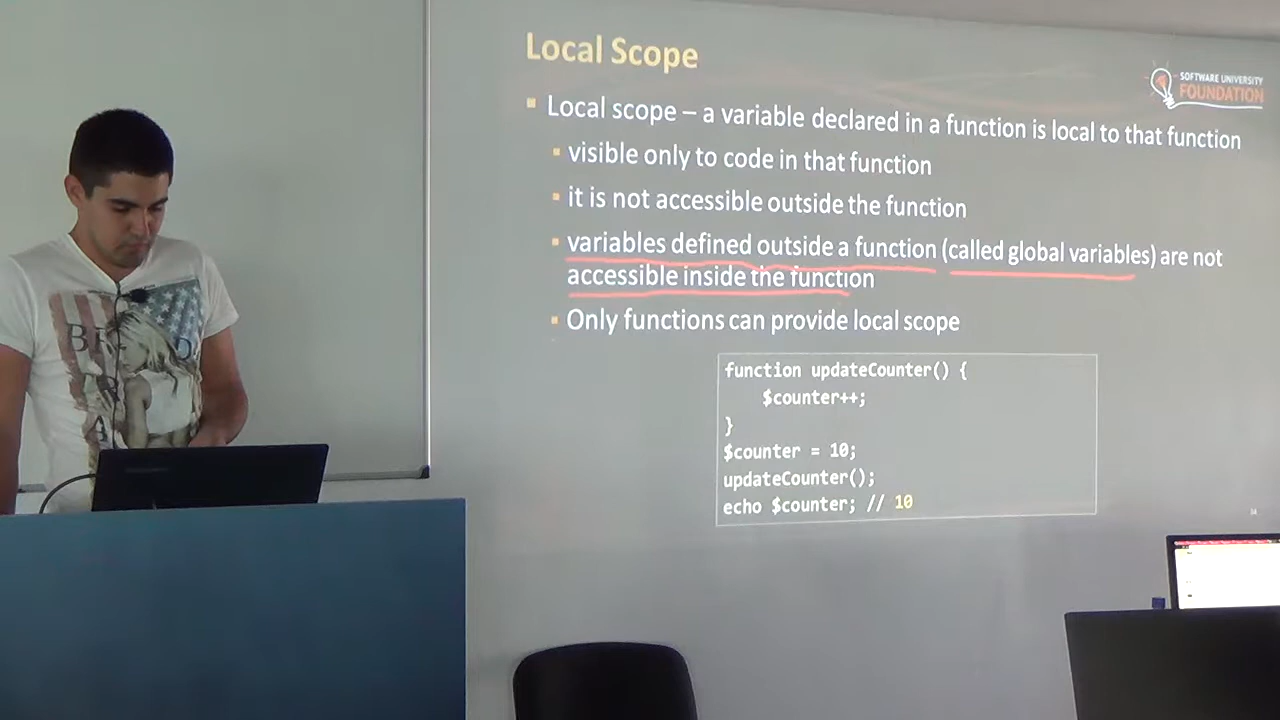 Local Scope
SOFTWARE UNIVERSITY
FOUNDATION
▪ Local scope – a variable declared in a function is local to that function
▪ visible only to code in that function
▪ it is not accessible outside the function
▪ variables defined outside a function (called global variables) are not
accessible inside the function
▪ Only functions can provide local scope
function updateCounter() {
$counter++;
}
$counter = 10;
updateCounter();
echo $counter; // 10